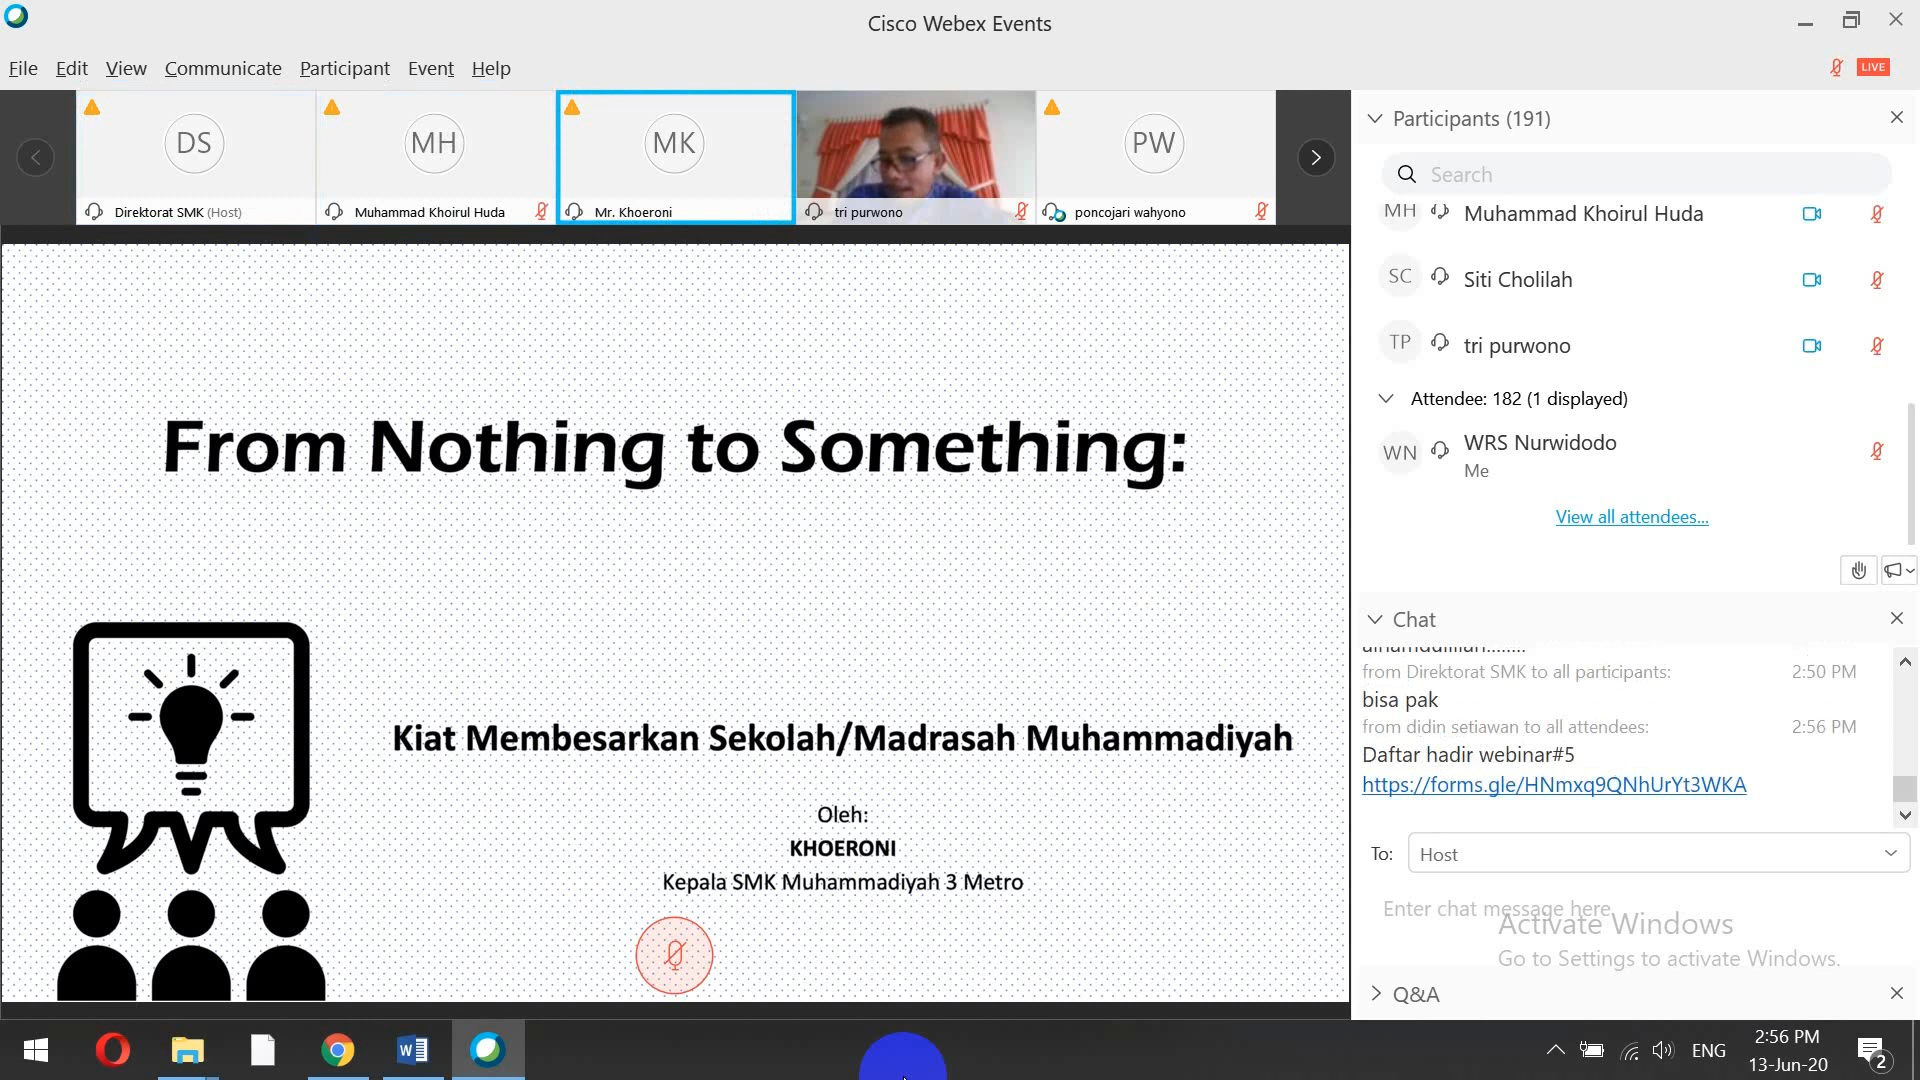 Cisco Webex Events
File Edit View Communicate Participant Event Help
LIVE
DS
MH
MK
PW
Direktorat SMK (Host)
Muhammad Khoirul Huda
Mr. Khoeroni
tri purwono
poncojari wahyono
From Nothing to Something:
Kiat Membesarkan Sekolah/Madrasah Muhammadiyah
Oleh:
KHOERONI
Kepala SMK Muhammadiyah 3 Metro
Participants (191)
Search
MH Muhammad Khoirul Huda
SC Siti Cholilah
TP tri purwono
Attendee: 182 (1 displayed)
WN WRS Nurwidodo
Me
View all attendees...
Chat
from Direktorat SMK to all participants: 2:50 PM
bisa pak
from didin setiawan to all attendees: 2:56 PM
Daftar hadir webinar#5
https://forms.gle/HNmxq9QNhUrYt3WKA
To: Host
Enter chat message here
Activate Windows
Go to Settings to activate Windows.
Q&A
ENG
2:56 PM
13-Jun-20
2